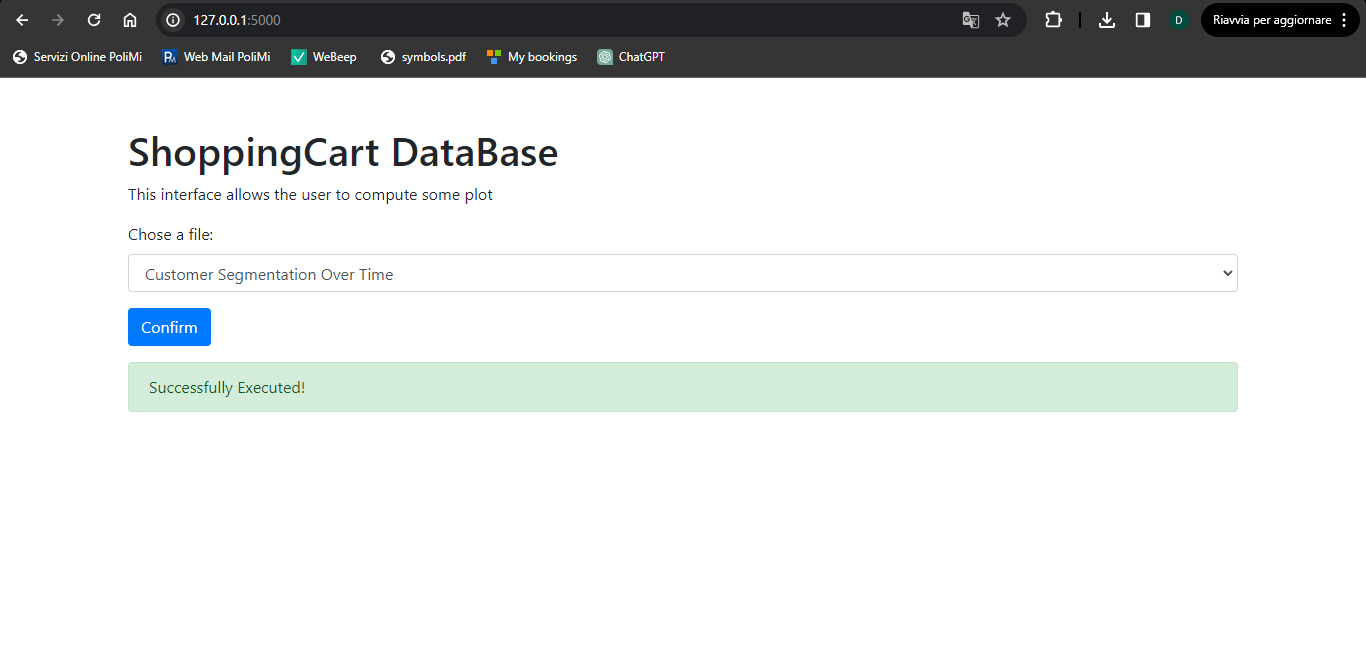 127.0.0.1:5000
D
Riavvia per aggiornare
Servizi Online PoliMi
PM Web Mail PoliMi
WeBeep
symbols.pdf
My bookings
ChatGPT
ShoppingCart DataBase
This interface allows the user to compute some plot
Chose a file:
Customer Segmentation Over Time
Confirm
Successfully Executed!